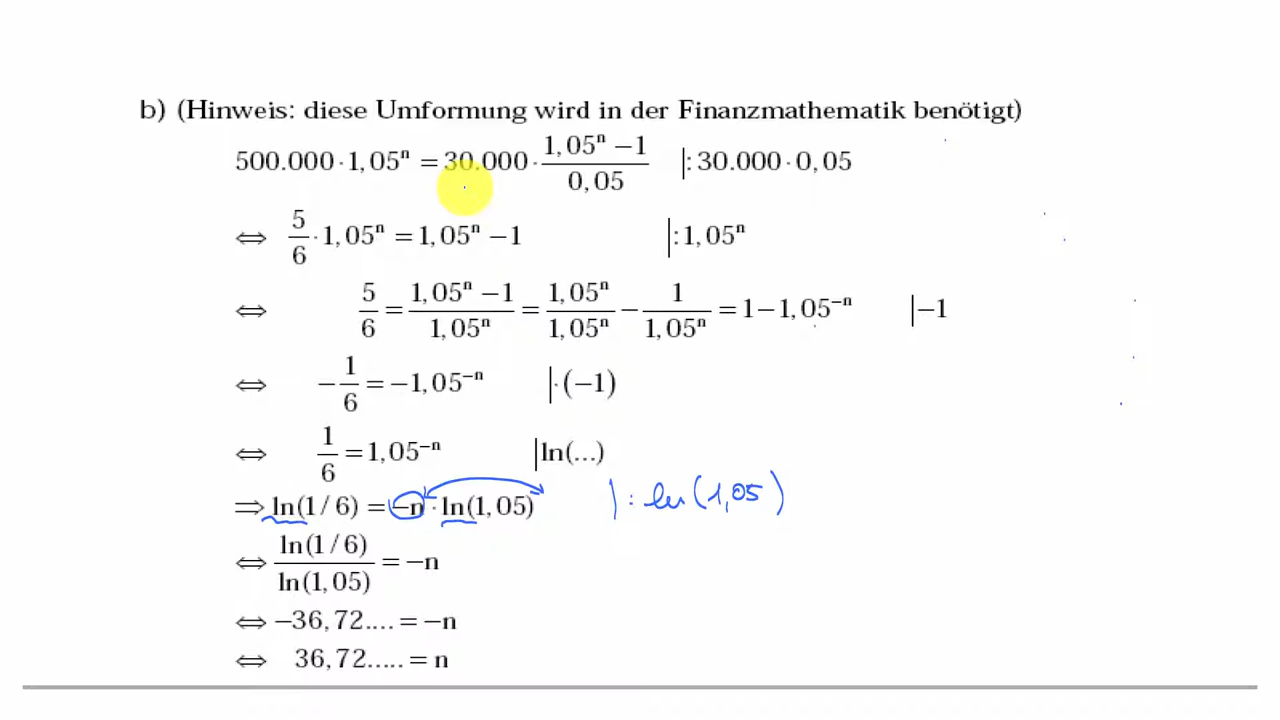 b) (Hinweis: diese Umformung wird in der Finanzmathematik benötigt)
500.000 · 1,05ⁿ = 30.000 · (1,05ⁿ − 1)/(0,05) |: 30.000 · 0,05
⇔ 5/6 · 1,05ⁿ = 1,05ⁿ − 1 |: 1,05ⁿ
⇔ 5/6 = (1,05ⁿ − 1)/(1,05ⁿ) = (1,05ⁿ)/(1,05ⁿ) − 1/(1,05ⁿ) = 1 − 1,05⁻ⁿ |−1
⇔ −1/6 = −1,05⁻ⁿ |· (−1)
⇔ 1/6 = 1,05⁻ⁿ |ln(...)
⇒ ln(1/6) = −n · ln(1,05) |: ln(1,05)
⇔ ln(1/6)/ln(1,05) = −n
⇔ −36,72.... = −n
⇔ 36,72..... = n